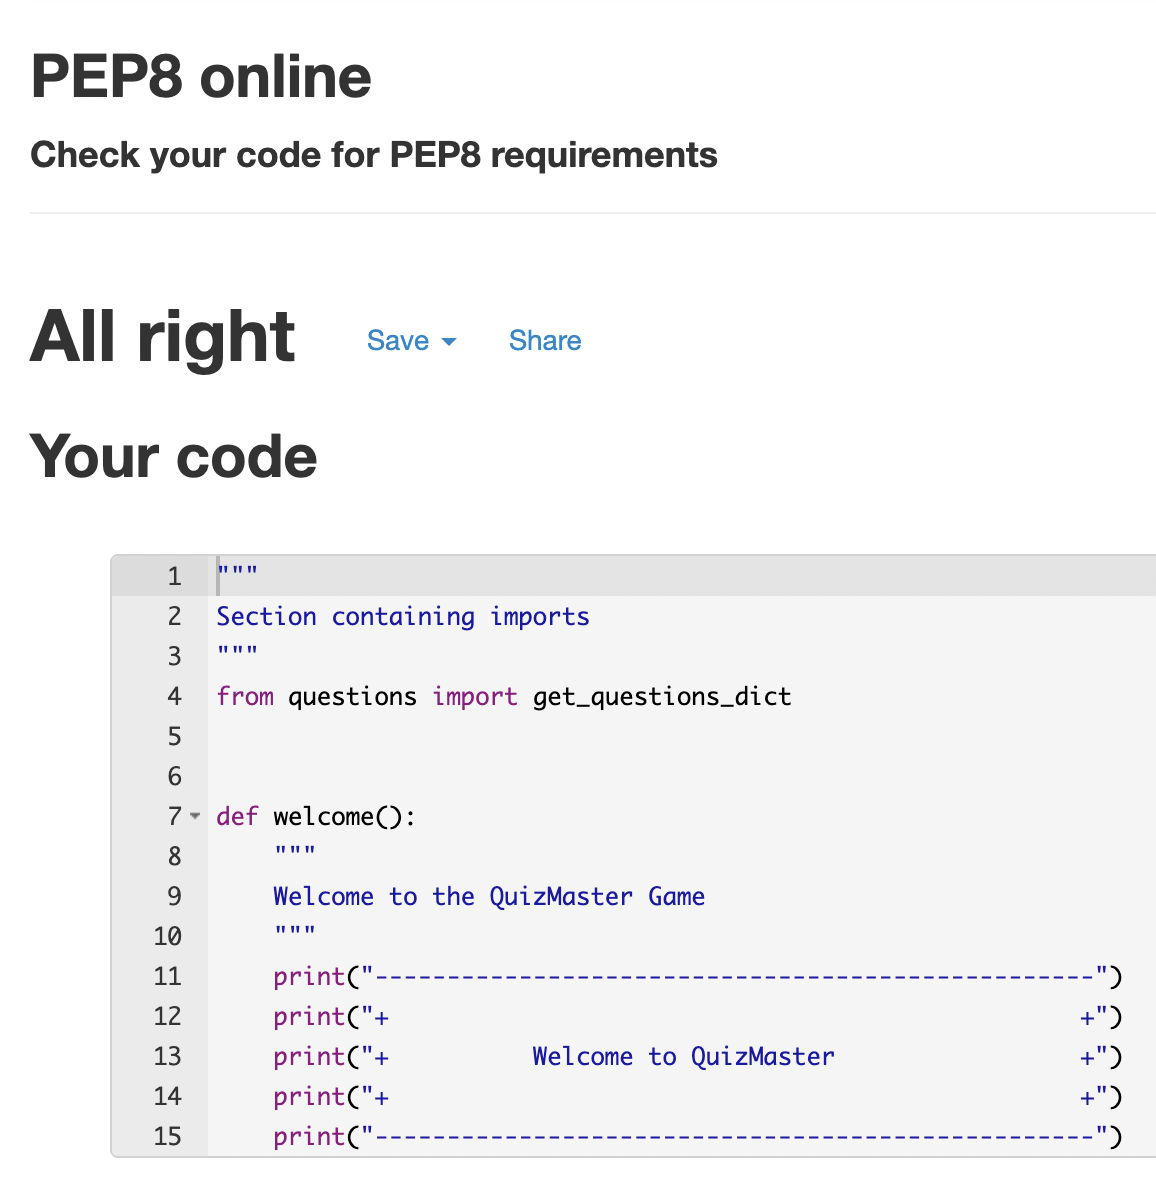 PEP8 online
Check your code for PEP8 requirements
All right Save Share
Your code
1 """
2 Section containing imports
3 """
4 from questions import get_questions_dict
5
6
7 def welcome():
8     """
9     Welcome to the QuizMaster Game
10     """
11     print("--------------------------------------------------")
12     print("+                                                +")
13     print("+          Welcome to QuizMaster                 +")
14     print("+                                                +")
15     print("--------------------------------------------------")